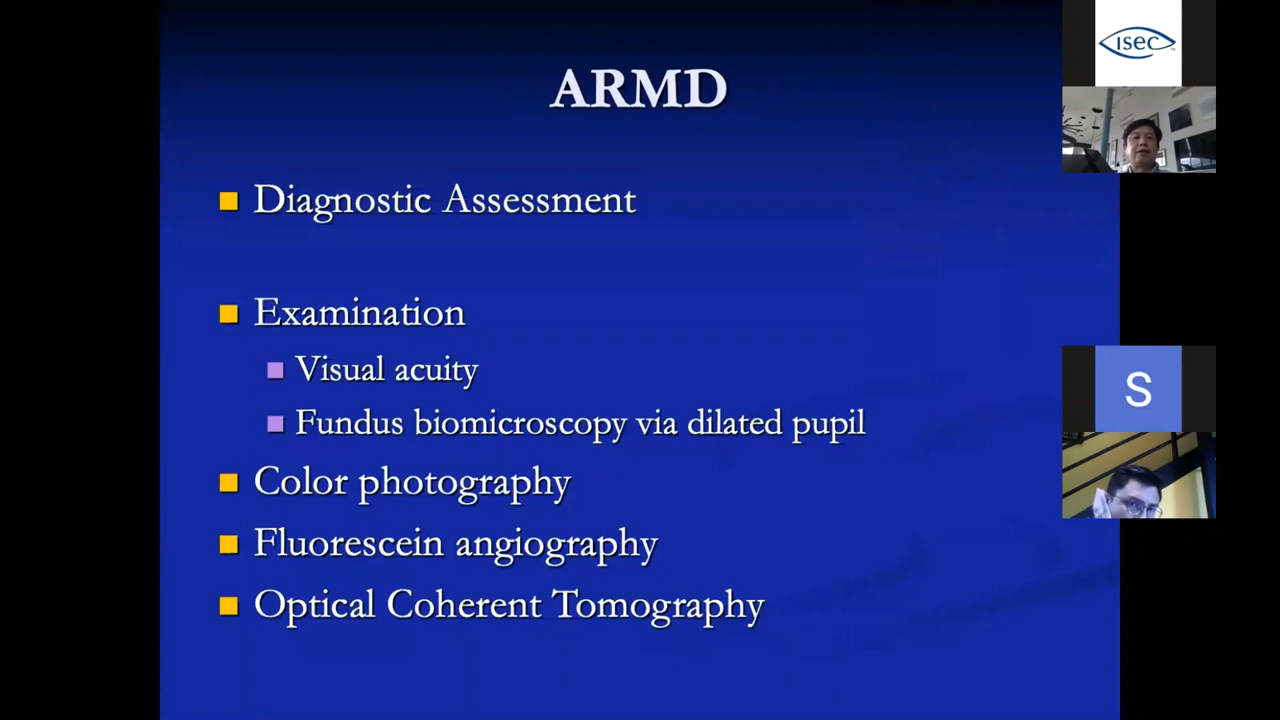 ARMD
Diagnostic Assessment
Examination
Visual acuity
Fundus biomicroscopy via dilated pupil
Color photography
Fluorescein angiography
Optical Coherent Tomography
ISEC
S